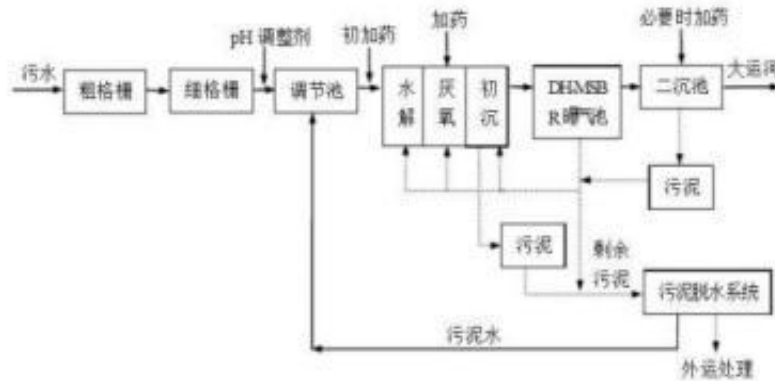 必要时加药
加药
初加药
pH 调整剂
污水
粗格栅
细格栅
调节池
水解
厌氧
初沉
DH.MSB
R 曝气池
二沉池
大运河
污泥
污泥
剩余
污泥
污泥脱水系统
污泥水
外运处理